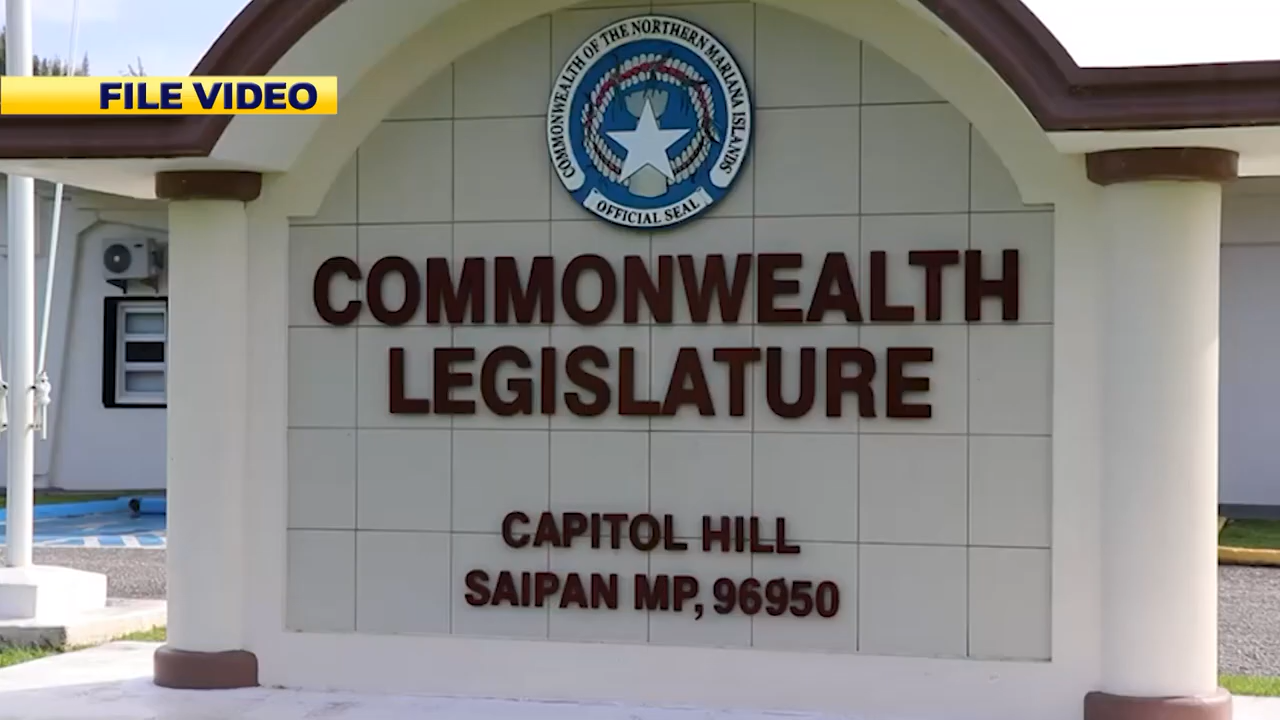 FILE VIDEO
COMMONWEALTH OF THE NORTHERN MARIANA ISLANDS
OFFICIAL SEAL
COMMONWEALTH
LEGISLATURE
CAPITOL HILL
SAIPAN MP, 96950